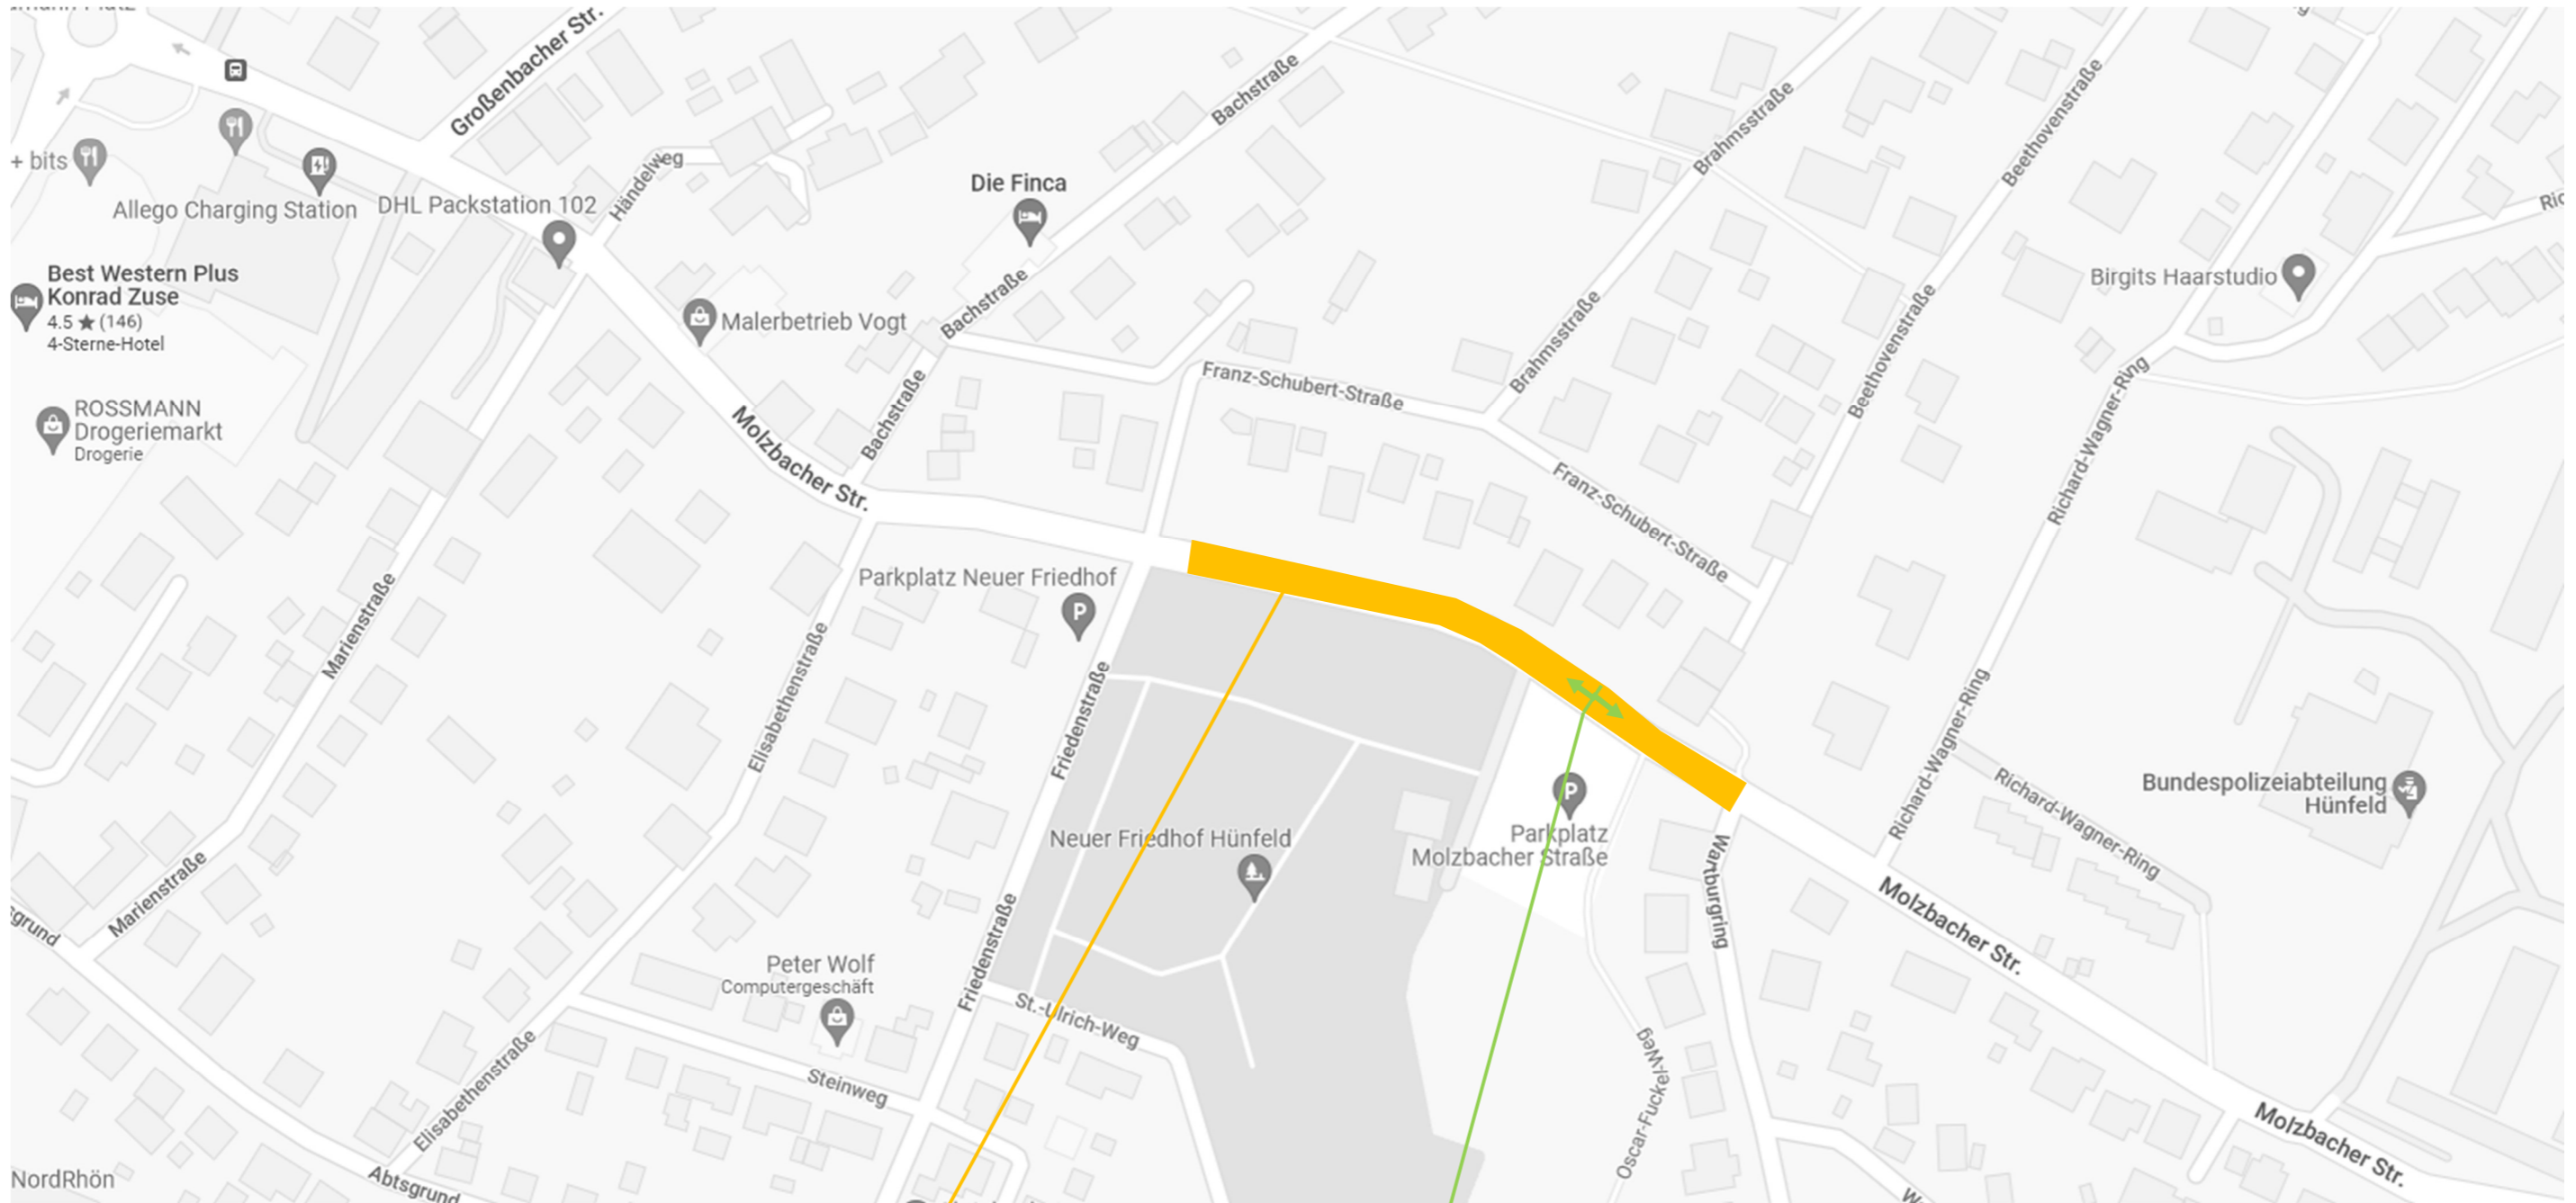 Großenbacher Str.
+ bits
Allego Charging Station
DHL Packstation 102
Händelweg
Bachstraße
Die Finca
Bachstraße
Brahmsstraße
Beethovenstraße
Best Western Plus
Konrad Zuse
4.5 ★ (146)
4-Sterne-Hotel
Malerbetrieb Vogt
Birgits Haarstudio
ROSSMANN
Drogeriemarkt
Drogerie
Molzbacher Str.
Bachstraße
Franz-Schubert-Straße
Brahmsstraße
Beethovenstraße
Richard-Wagner-Ring
Franz-Schubert-Straße
Parkplatz Neuer Friedhof
P
Marienstraße
Elisabethenstraße
Friedenstraße
Richard-Wagner-Ring
Richard-Wagner-Ring
Bundespolizeiabteilung
Hünfeld
P
Parkplatz
Molzbacher Straße
Neuer Friedhof Hünfeld
Wartburgring
Marienstraße
Molzbacher Str.
Friedenstraße
Peter Wolf
Computergeschäft
St.-Ulrich-Weg
Elisabethenstraße
Steinweg
Oscar-Fuckel-Weg
Molzbacher Str.
NordRhön
Abtsgrund